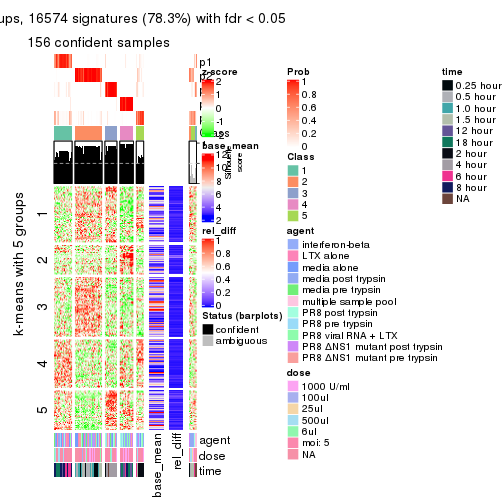 ups, 16574 signatures (78.3%) with fdr < 0.05
156 confident samples
p1
z-score
2
1
0
-1
-2
base_mean
Silhouette
score
12
2
0
rel_diff
1
0.8
0.6
0.4
0.2
0
Status (barplots)
confident
ambiguous
k-means with 5 groups
1
2
3
4
5
agent
dose
time
base_mean
rel_diff
Prob
1
0.8
0.6
0.4
0.2
0
Class
1
2
3
4
5
agent
interferon-beta
LTX alone
media alone
media post trypsin
media pre trypsin
multiple sample pool
PR8 post trypsin
PR8 pre trypsin
PR8 viral RNA + LTX
PR8 ΔNS1 mutant post trypsin
PR8 ΔNS1 mutant pre trypsin
dose
1000 U/ml
100ul
25ul
500ul
6ul
moi: 5
NA
time
0.25 hour
0.5 hour
1.0 hour
1.5 hour
12 hour
18 hour
2 hour
4 hour
6 hour
8 hour
NA